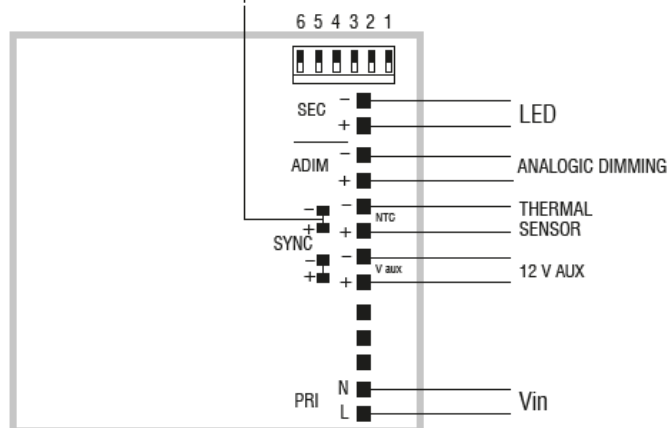 6 5 4 3 2 1
SEC − LED
+
ADIM − ANALOGIC DIMMING
+
− NTC THERMAL
− + SENSOR
+
SYNC
− − V aux 12 V AUX
+ +
N Vin
PRI
L